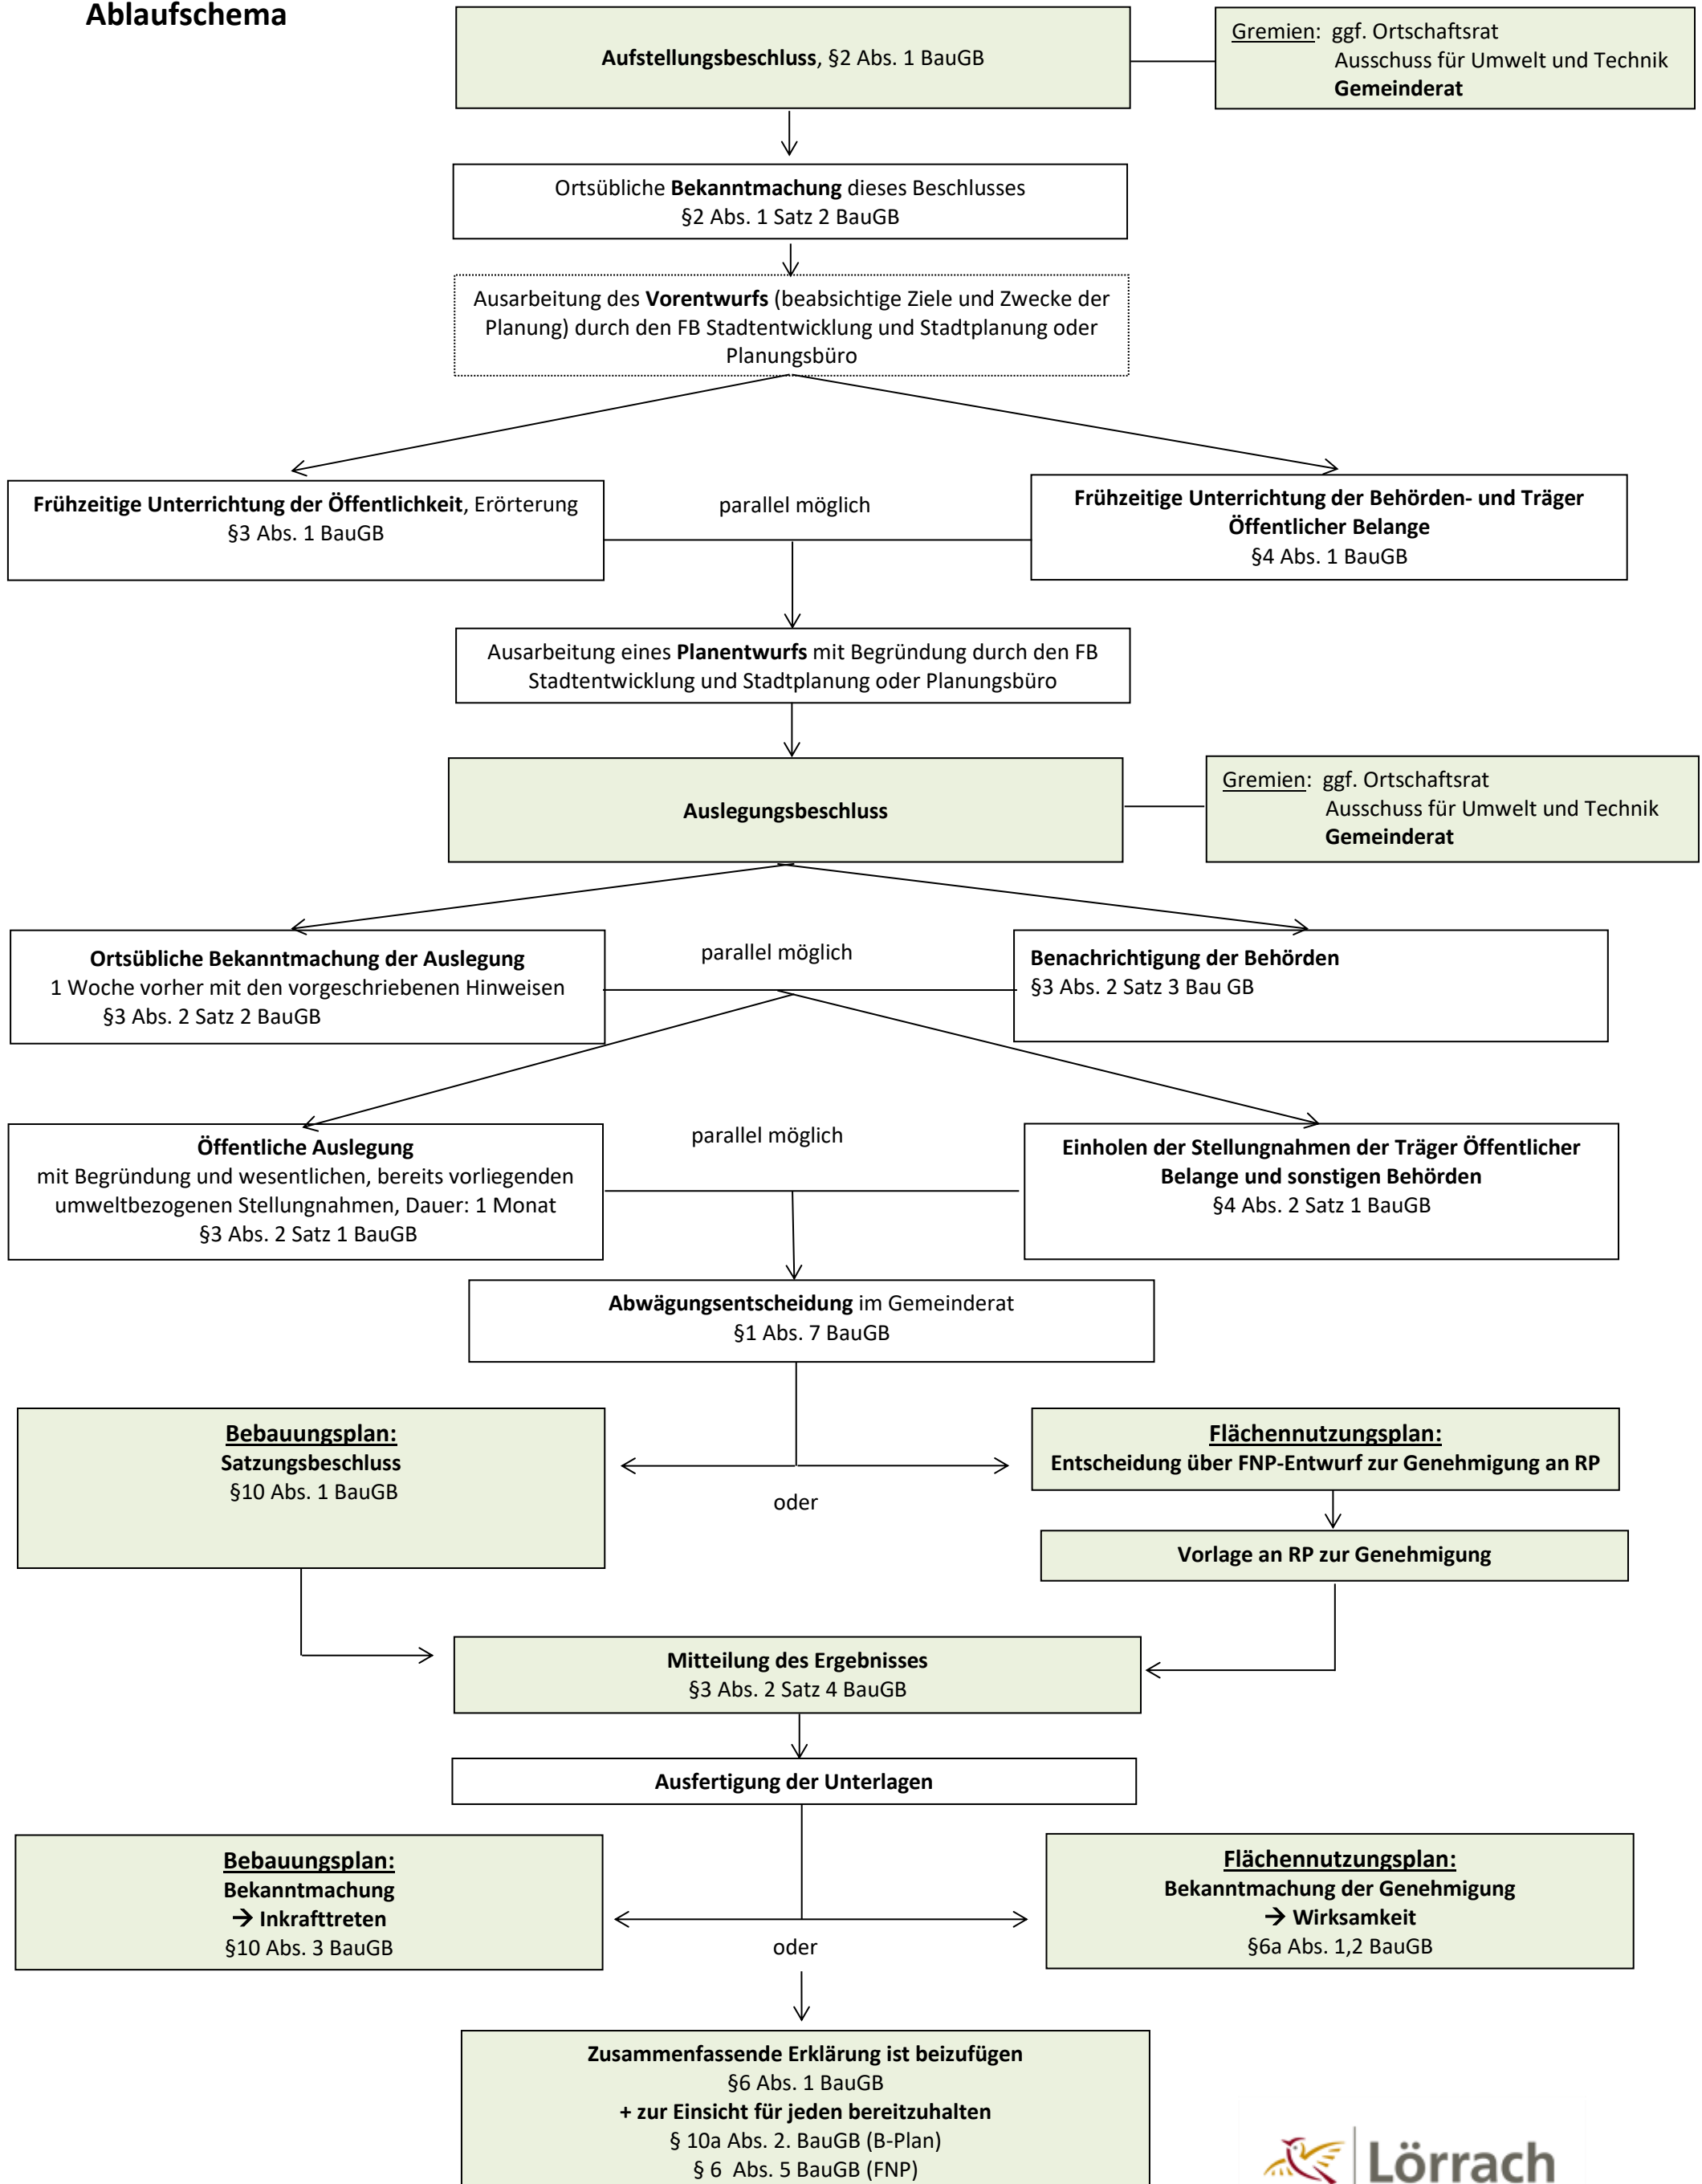 Ablaufschema
Aufstellungsbeschluss, §2 Abs. 1 BauGB
Gremien: ggf. Ortschaftsrat
Ausschuss für Umwelt und Technik
Gemeinderat
Ortsübliche Bekanntmachung dieses Beschlusses
§2 Abs. 1 Satz 2 BauGB
Ausarbeitung des Vorentwurfs (beabsichtige Ziele und Zwecke der
Planung) durch den FB Stadtentwicklung und Stadtplanung oder
Planungsbüro
Frühzeitige Unterrichtung der Öffentlichkeit, Erörterung
§3 Abs. 1 BauGB
parallel möglich
Frühzeitige Unterrichtung der Behörden- und Träger
Öffentlicher Belange
§4 Abs. 1 BauGB
Ausarbeitung eines Planentwurfs mit Begründung durch den FB
Stadtentwicklung und Stadtplanung oder Planungsbüro
Auslegungsbeschluss
Gremien: ggf. Ortschaftsrat
Ausschuss für Umwelt und Technik
Gemeinderat
Ortsübliche Bekanntmachung der Auslegung
1 Woche vorher mit den vorgeschriebenen Hinweisen
§3 Abs. 2 Satz 2 BauGB
parallel möglich
Benachrichtigung der Behörden
§3 Abs. 2 Satz 3 Bau GB
Öffentliche Auslegung
mit Begründung und wesentlichen, bereits vorliegenden
umweltbezogenen Stellungnahmen, Dauer: 1 Monat
§3 Abs. 2 Satz 1 BauGB
parallel möglich
Einholen der Stellungnahmen der Träger Öffentlicher
Belange und sonstigen Behörden
§4 Abs. 2 Satz 1 BauGB
Abwägungsentscheidung im Gemeinderat
§1 Abs. 7 BauGB
Bebauungsplan:
Satzungsbeschluss
§10 Abs. 1 BauGB
oder
Flächennutzungsplan:
Entscheidung über FNP-Entwurf zur Genehmigung an RP
Vorlage an RP zur Genehmigung
Mitteilung des Ergebnisses
§3 Abs. 2 Satz 4 BauGB
Ausfertigung der Unterlagen
Bebauungsplan:
Bekanntmachung
→ Inkrafttreten
§10 Abs. 3 BauGB
oder
Flächennutzungsplan:
Bekanntmachung der Genehmigung
→ Wirksamkeit
§6a Abs. 1,2 BauGB
Zusammenfassende Erklärung ist beizufügen
§6 Abs. 1 BauGB
+ zur Einsicht für jeden bereitzuhalten
§ 10a Abs. 2. BauGB (B-Plan)
§ 6 Abs. 5 BauGB (FNP)
Lörrach